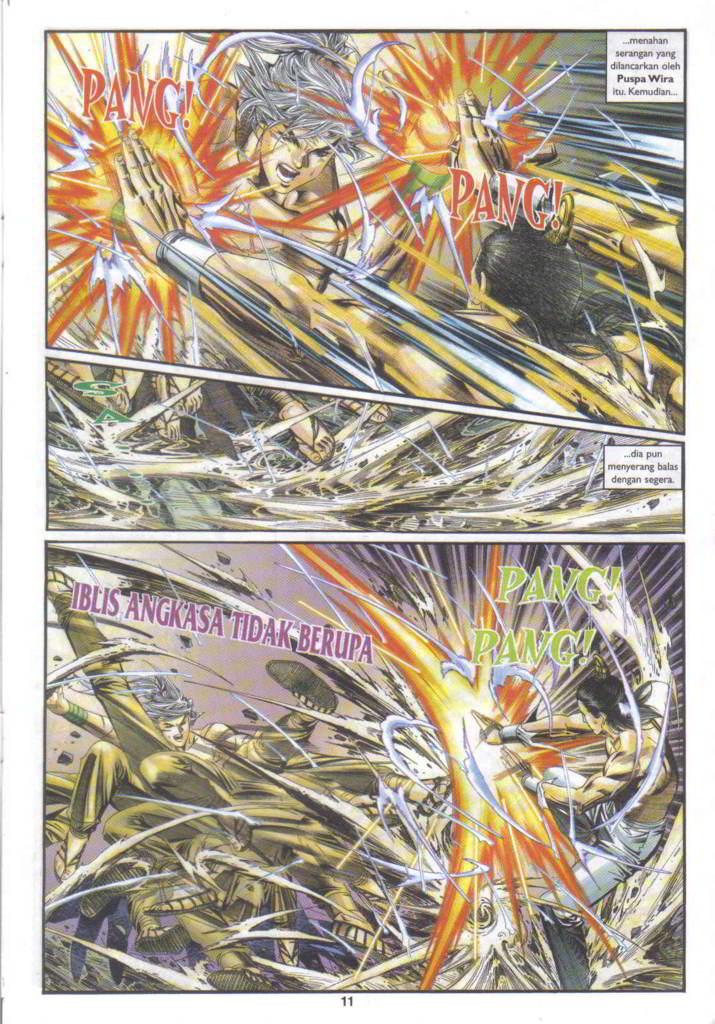 ...menahan
serangan yang
dilancarkan oleh
Puspa Wira
itu. Kemudian...
PANG!
PANG!
S
A
...dia pun
menyerang balas
dengan segera.
IBLIS ANGKASA TIDAK BERUPA
PANG!
PANG!
11